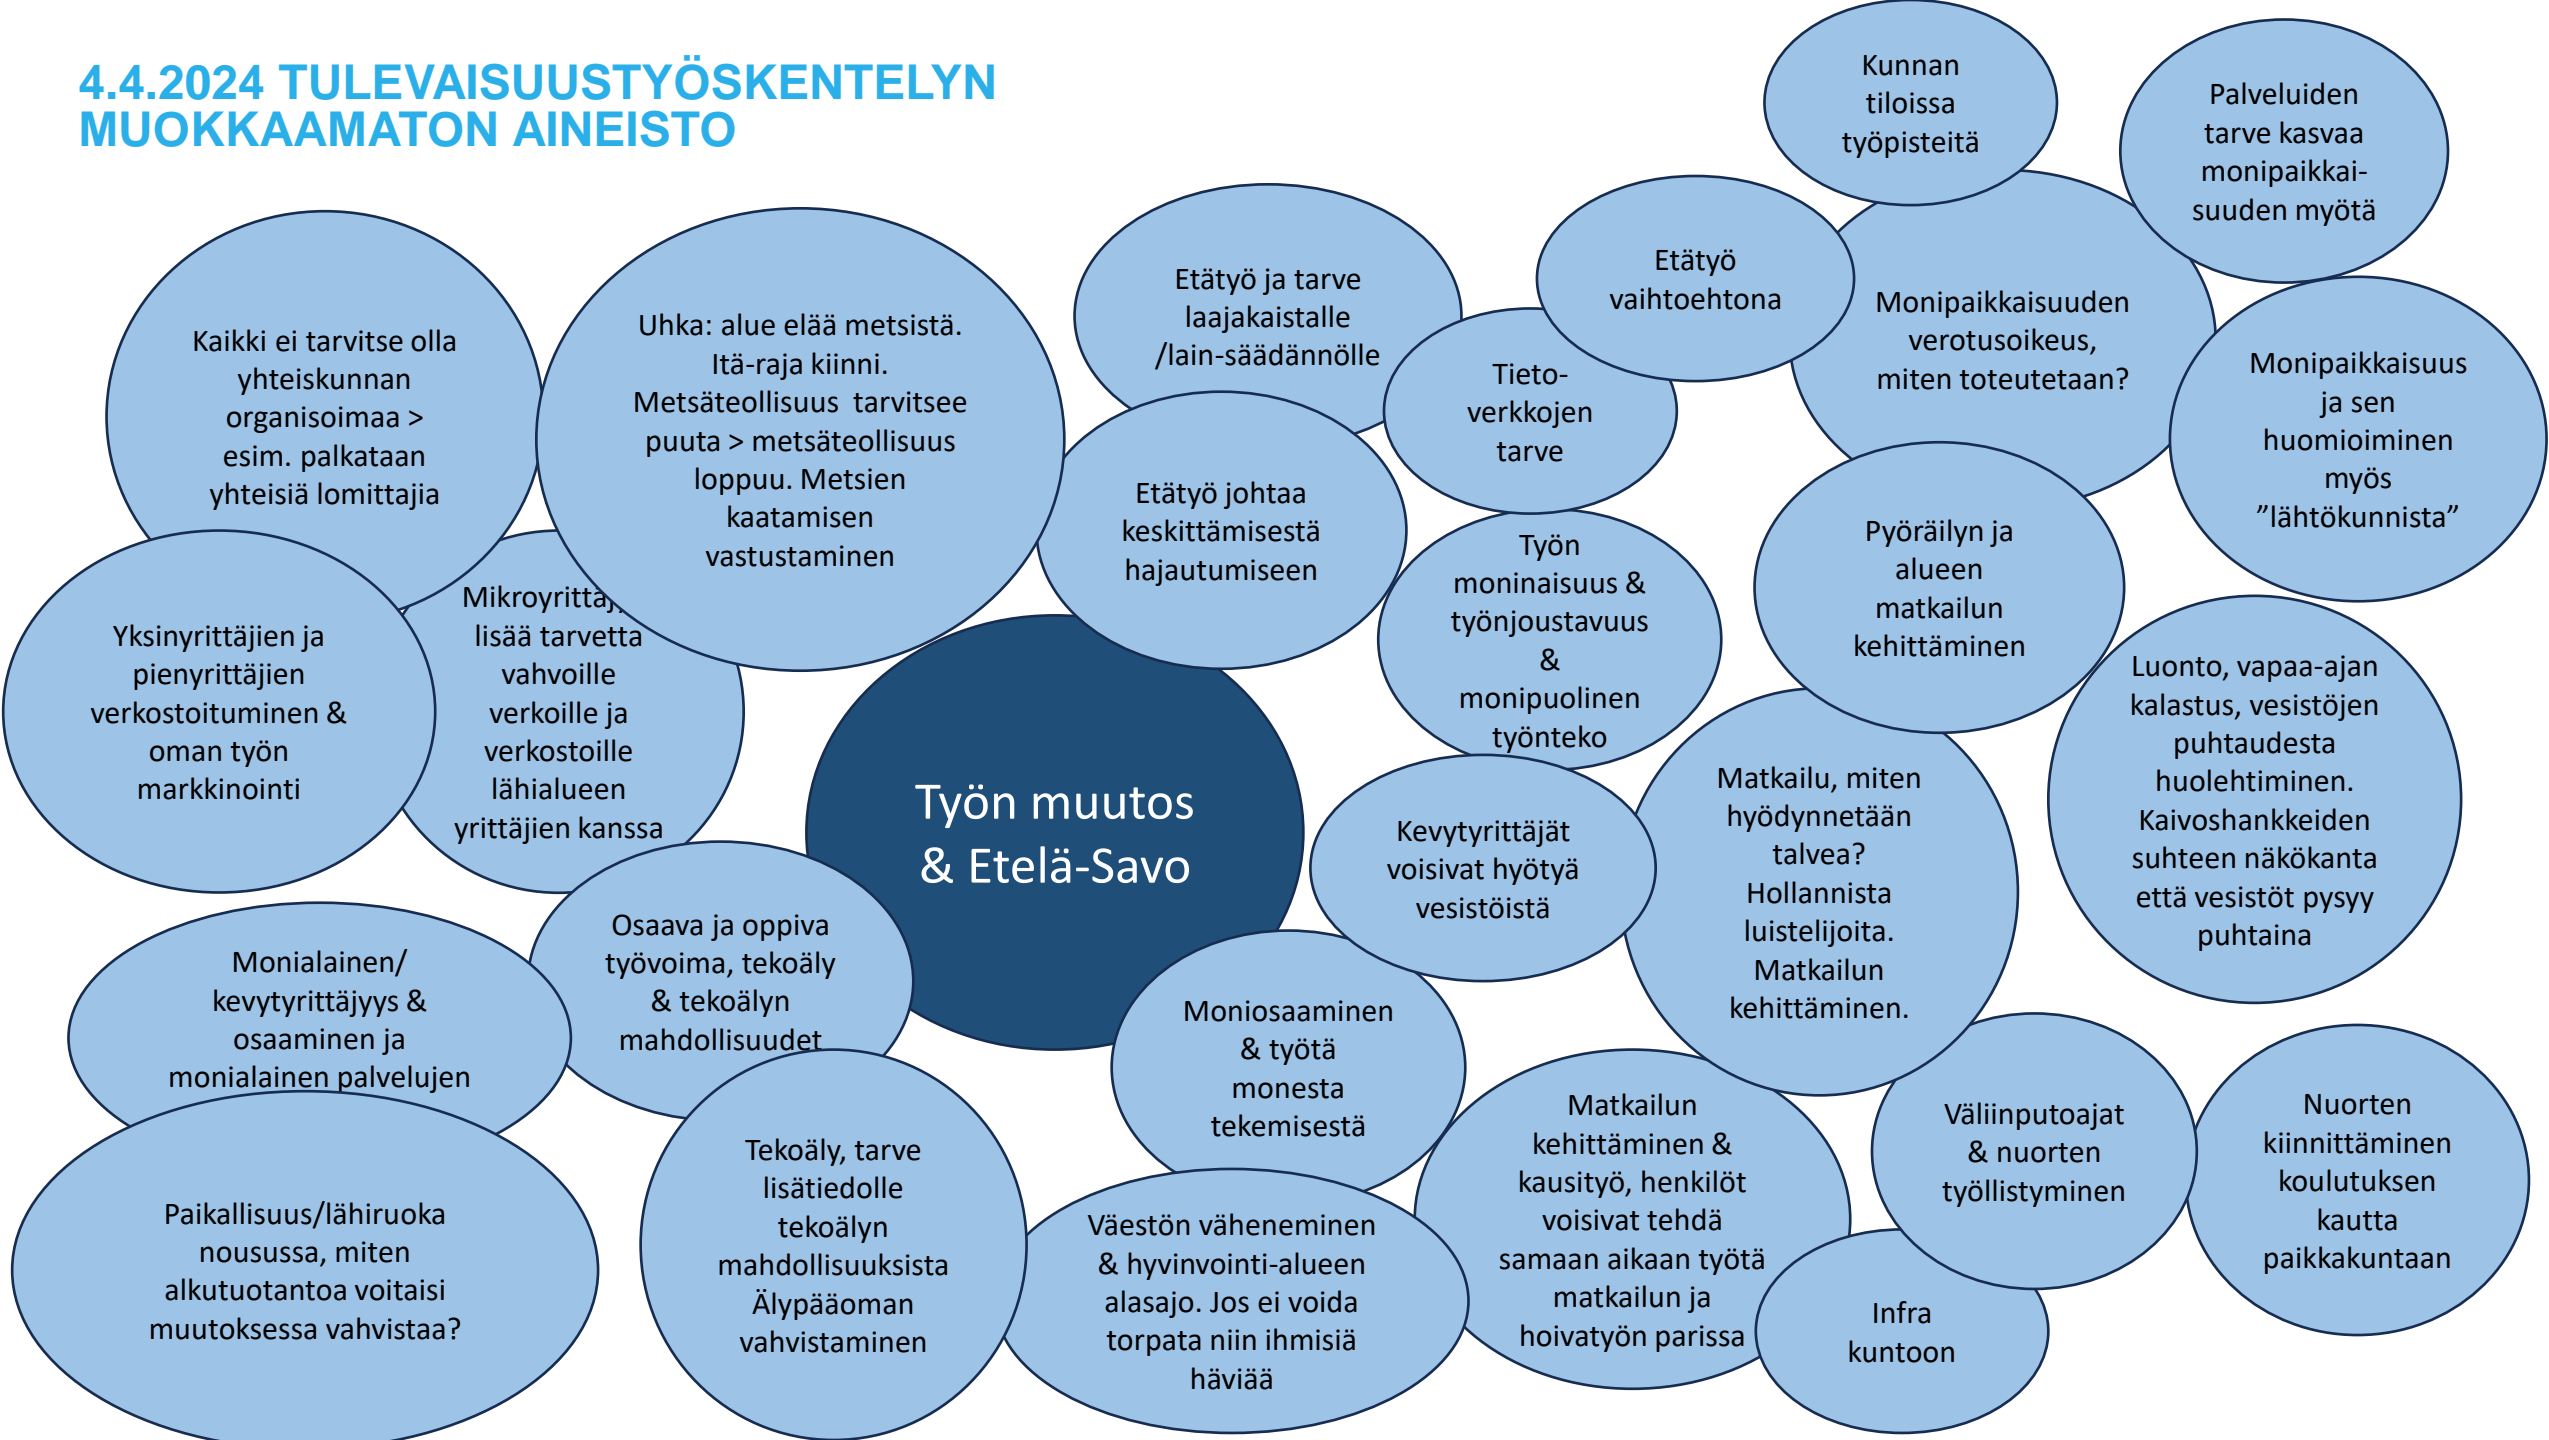 4.4.2024 TULEVAISUUSTYÖSKENTELYN
MUOKKAAMATON AINEISTO
Kunnan
tiloissa
työpisteitä
Palveluiden
tarve kasvaa
monipaikkai-
suuden myötä
Kaikki ei tarvitse olla
yhteiskunnan
organisoimaa >
esim. palkataan
yhteisiä lomittajia
Uhka: alue elää metsistä.
Itä-raja kiinni.
Metsäteollisuus tarvitsee
puuta > metsäteollisuus
loppuu. Metsien
kaatamisen
vastustaminen
Etätyö ja tarve
laajakaistalle
/lain-säädännölle
Etätyö
vaihtoehtona
Tieto-
verkkojen
tarve
Monipaikkaisuuden
verotusoikeus,
miten toteutetaan?
Monipaikkaisuus
ja sen
huomioiminen
myös
”lähtökunnista”
Etätyö johtaa
keskittämisestä
hajautumiseen
Työn
moninaisuus &
työnjoustavuus
&
monipuolinen
työnteko
Pyöräilyn ja
alueen
matkailun
kehittäminen
Yksinyrittäjien ja
pienyrittäjien
verkostoituminen &
oman työn
markkinointi
lisää tarvetta
vahvoille
verkoille ja
verkostoille
lähialueen
yrittäjien kanssa
Työn muutos
& Etelä-Savo
Kevytyrittäjät
voisivat hyötyä
vesistöistä
Matkailu, miten
hyödynnetään
talvea?
Hollannista
luistelijoita.
Matkailun
kehittäminen.
Luonto, vapaa-ajan
kalastus, vesistöjen
puhtaudesta
huolehtiminen.
Kaivoshankkeiden
suhteen näkökanta
että vesistöt pysyy
puhtaina
Monialainen/
kevytyrittäjyys &
osaaminen ja
monialainen palvelujen
Osaava ja oppiva
työvoima, tekoäly
& tekoälyn
mahdollisuudet
Moniosaaminen
& työtä
monesta
tekemisestä
Paikallisuus/lähiruoka
nousussa, miten
alkutuotantoa voitaisi
muutoksessa vahvistaa?
Tekoäly, tarve
lisätiedolle
tekoälyn
mahdollisuuksista
Älypääoman
vahvistaminen
Väestön väheneminen
& hyvinvointi-alueen
alasajo. Jos ei voida
torpata niin ihmisiä
häviää
Matkailun
kehittäminen &
kausityö, henkilöt
voisivat tehdä
samaan aikaan työtä
matkailun ja
hoivatyön parissa
Väliinputoajat
& nuorten
työllistyminen
Infra
kuntoon
Nuorten
kiinnittäminen
koulutuksen
kautta
paikkakuntaan